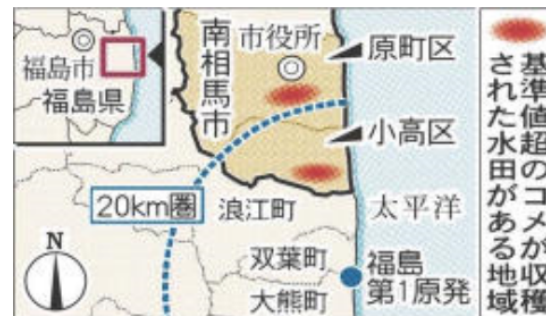 福島市
福島県
南相馬市
市役所
原町区
小高区
20km圏
浪江町
太平洋
N
双葉町
大熊町
福島
第1原発
基準値超のコメが収穫
された水田がある地域